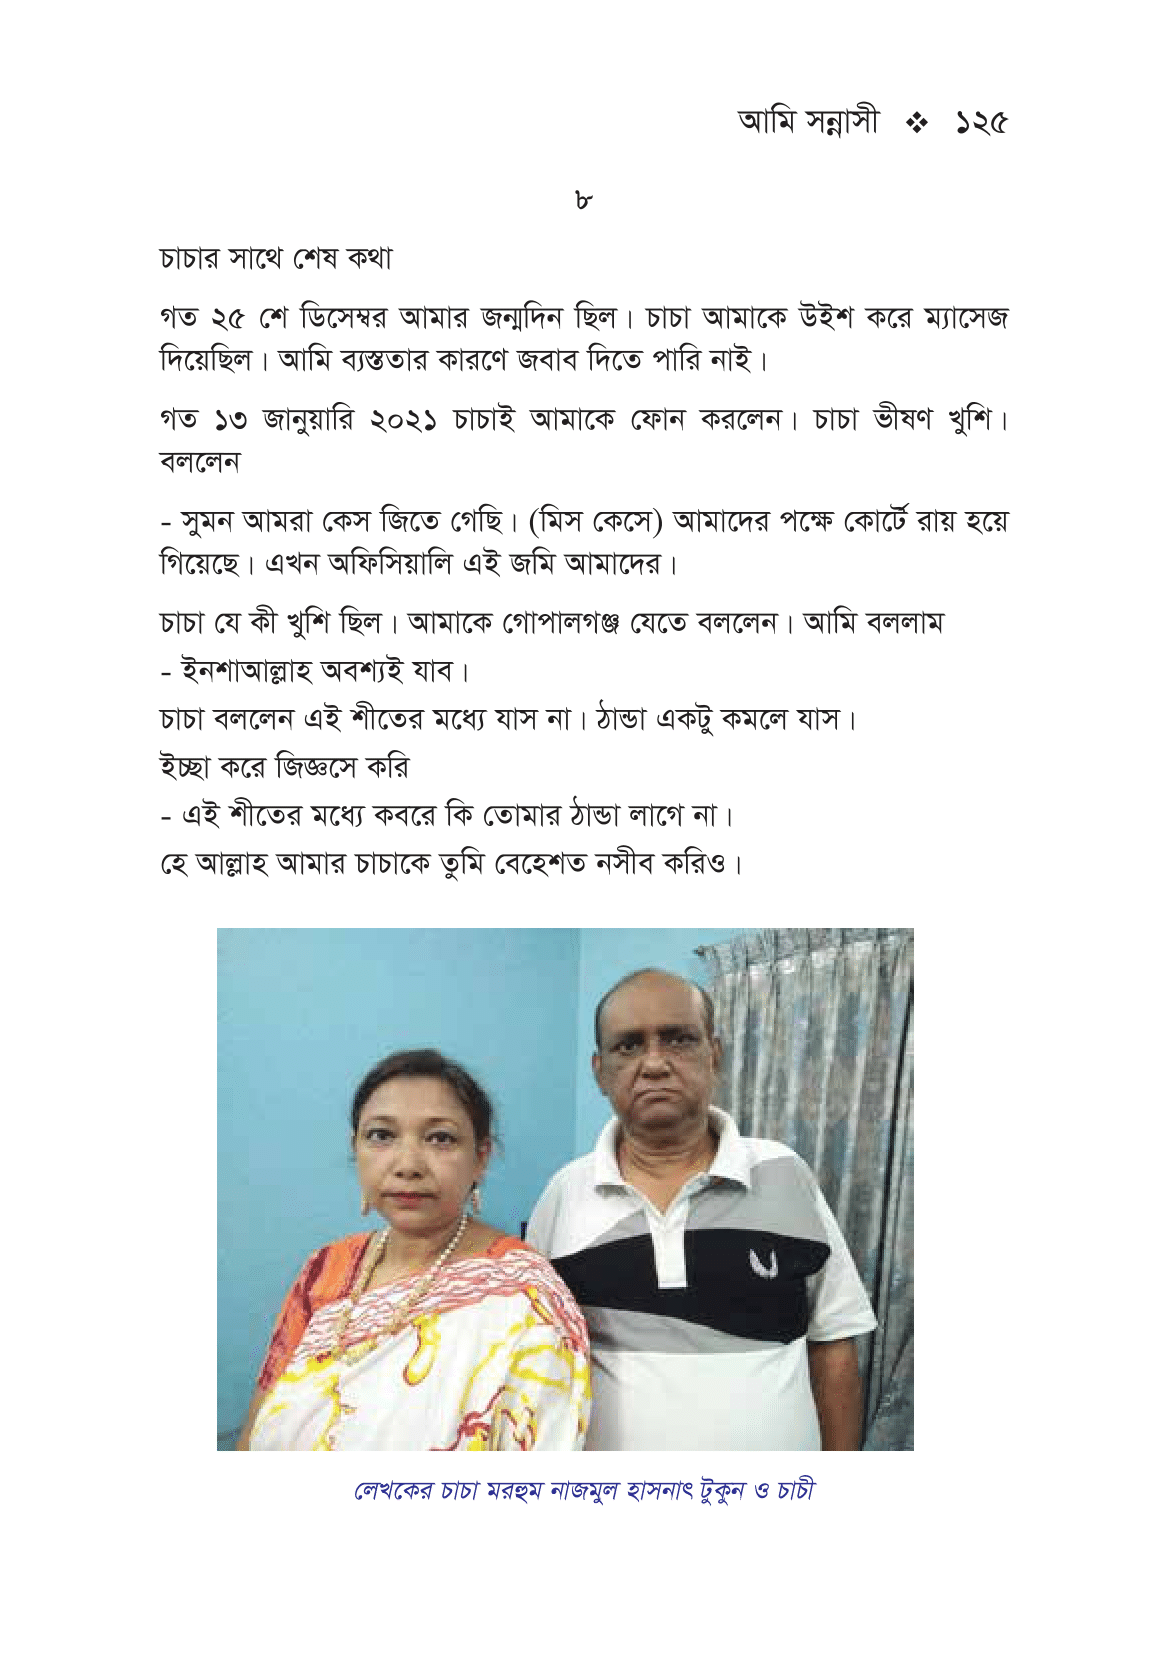 আমি সন্নাসী ❖ ১২৫
৮
চাচার সাথে শেষ কথা
গত ২৫ শে ডিসেম্বর আমার জন্মদিন ছিল। চাচা আমাকে উইশ করে ম্যাসেজ
দিয়েছিল। আমি ব্যস্ততার কারণে জবাব দিতে পারি নাই।
গত ১৩ জানুয়ারি ২০২১ চাচাই আমাকে ফোন করলেন। চাচা ভীষণ খুশি।
বললেন
- সুমন আমরা কেস জিতে গেছি। (মিস কেসে) আমাদের পক্ষে কোর্টে রায় হয়ে
গিয়েছে। এখন অফিসিয়ালি এই জমি আমাদের।
চাচা যে কী খুশি ছিল। আমাকে গোপালগঞ্জ যেতে বললেন। আমি বললাম
- ইনশাআল্লাহ অবশ্যই যাব।
চাচা বললেন এই শীতের মধ্যে যাস না। ঠান্ডা একটু কমলে যাস।
ইচ্ছা করে জিজ্ঞসে করি
- এই শীতের মধ্যে কবরে কি তোমার ঠান্ডা লাগে না।
হে আল্লাহ আমার চাচাকে তুমি বেহেশত নসীব করিও।
লেখকের চাচা মরহুম নাজমুল হাসনাৎ টুকুন ও চাচী